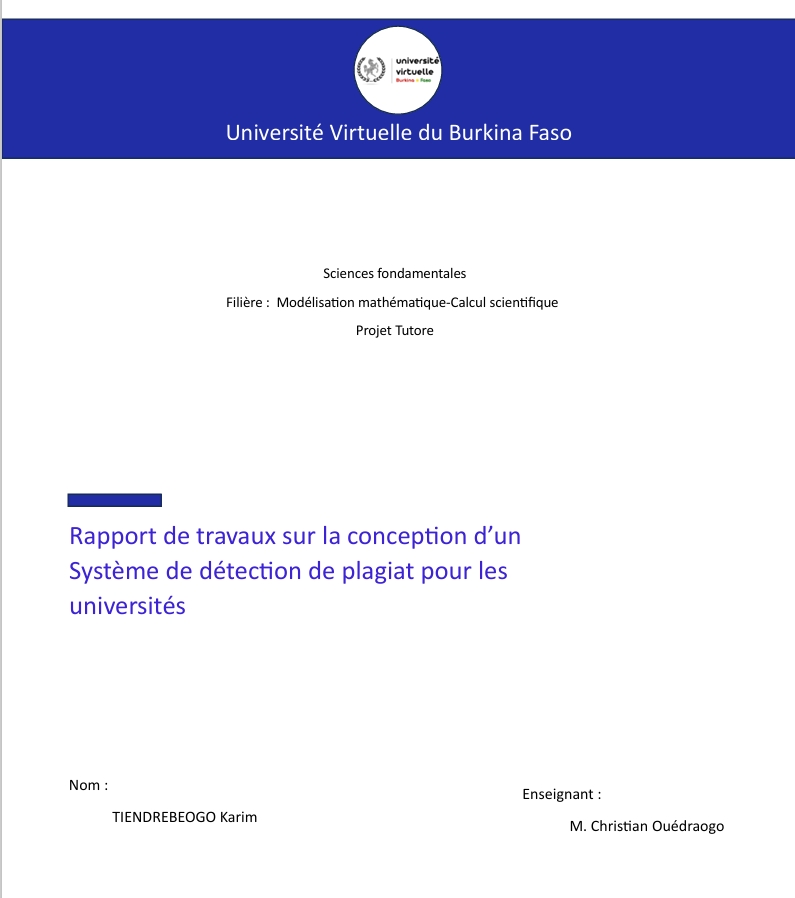 université
virtuelle
Burkina Faso
Université Virtuelle du Burkina Faso
Sciences fondamentales
Filière : Modélisation mathématique-Calcul scientifique
Projet Tutore
Rapport de travaux sur la conception d’un
Système de détection de plagiat pour les
universités
Nom :
TIENDREBEOGO Karim
Enseignant :
M. Christian Ouédraogo